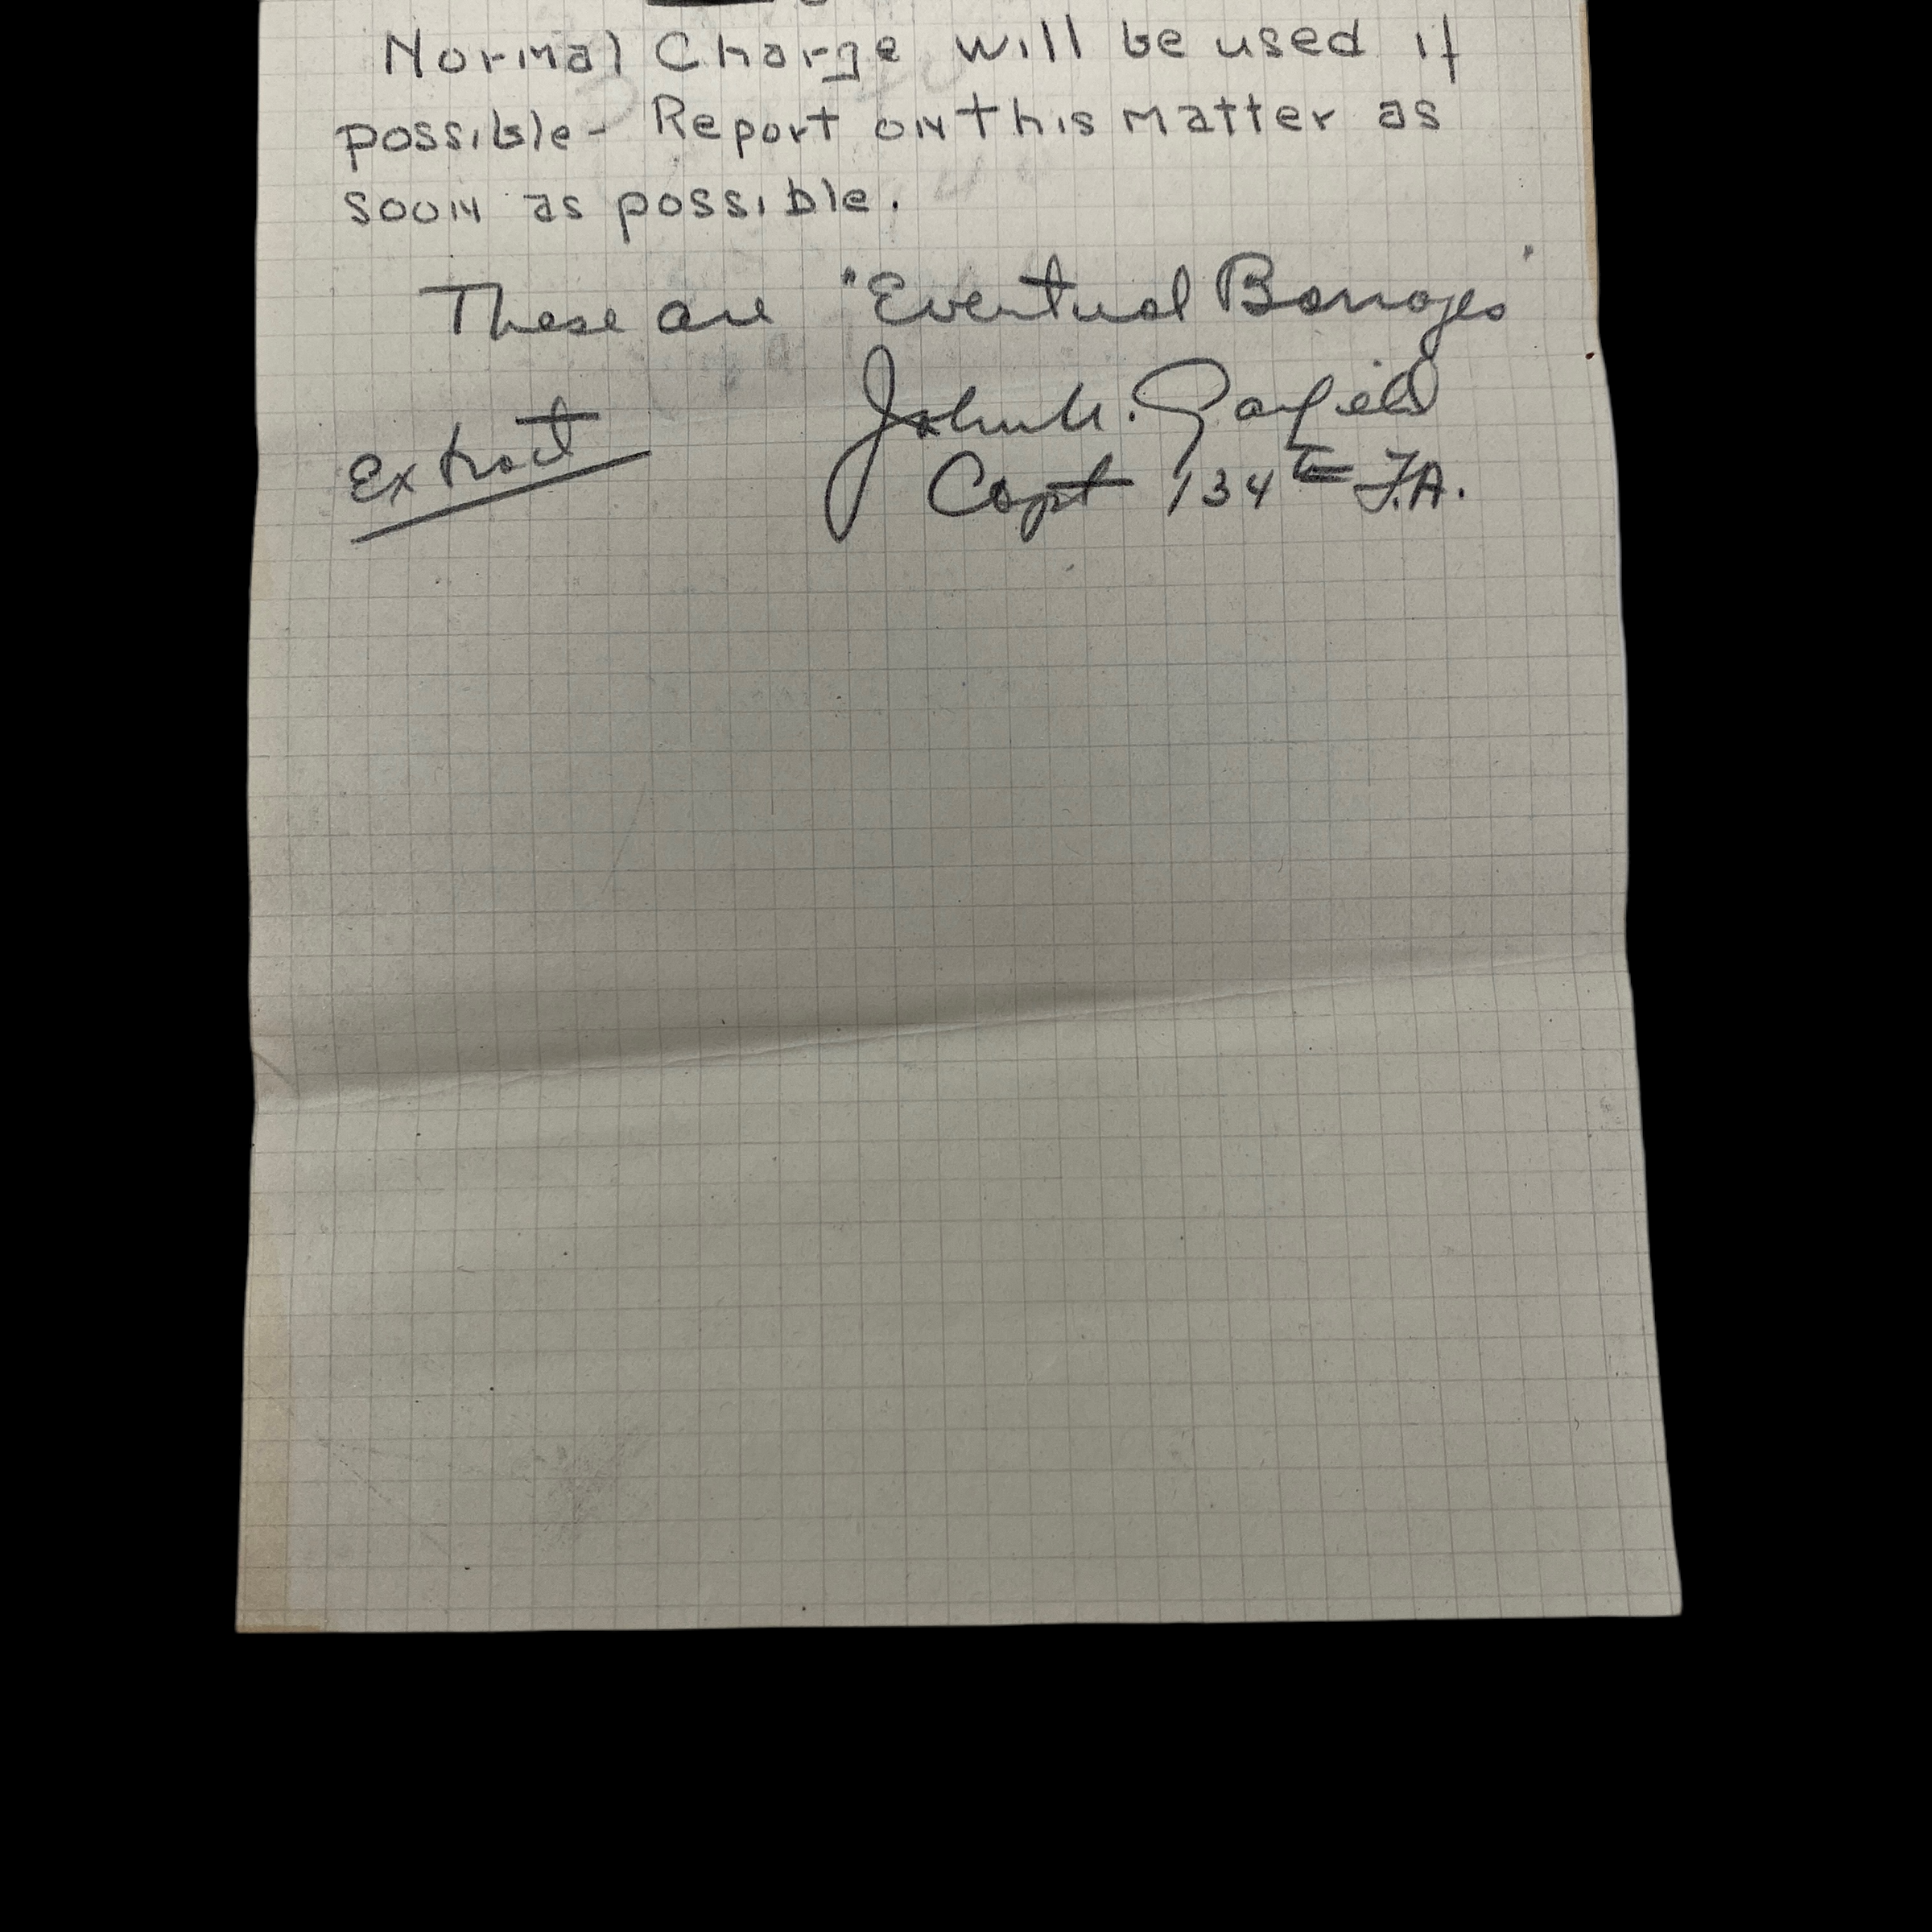 Normal Charge will be used if
possible - Report on this matter as
soon as possible.
These are "Eventual Barrages"
Extract
John N. Garfield
Capt 134th F.A.